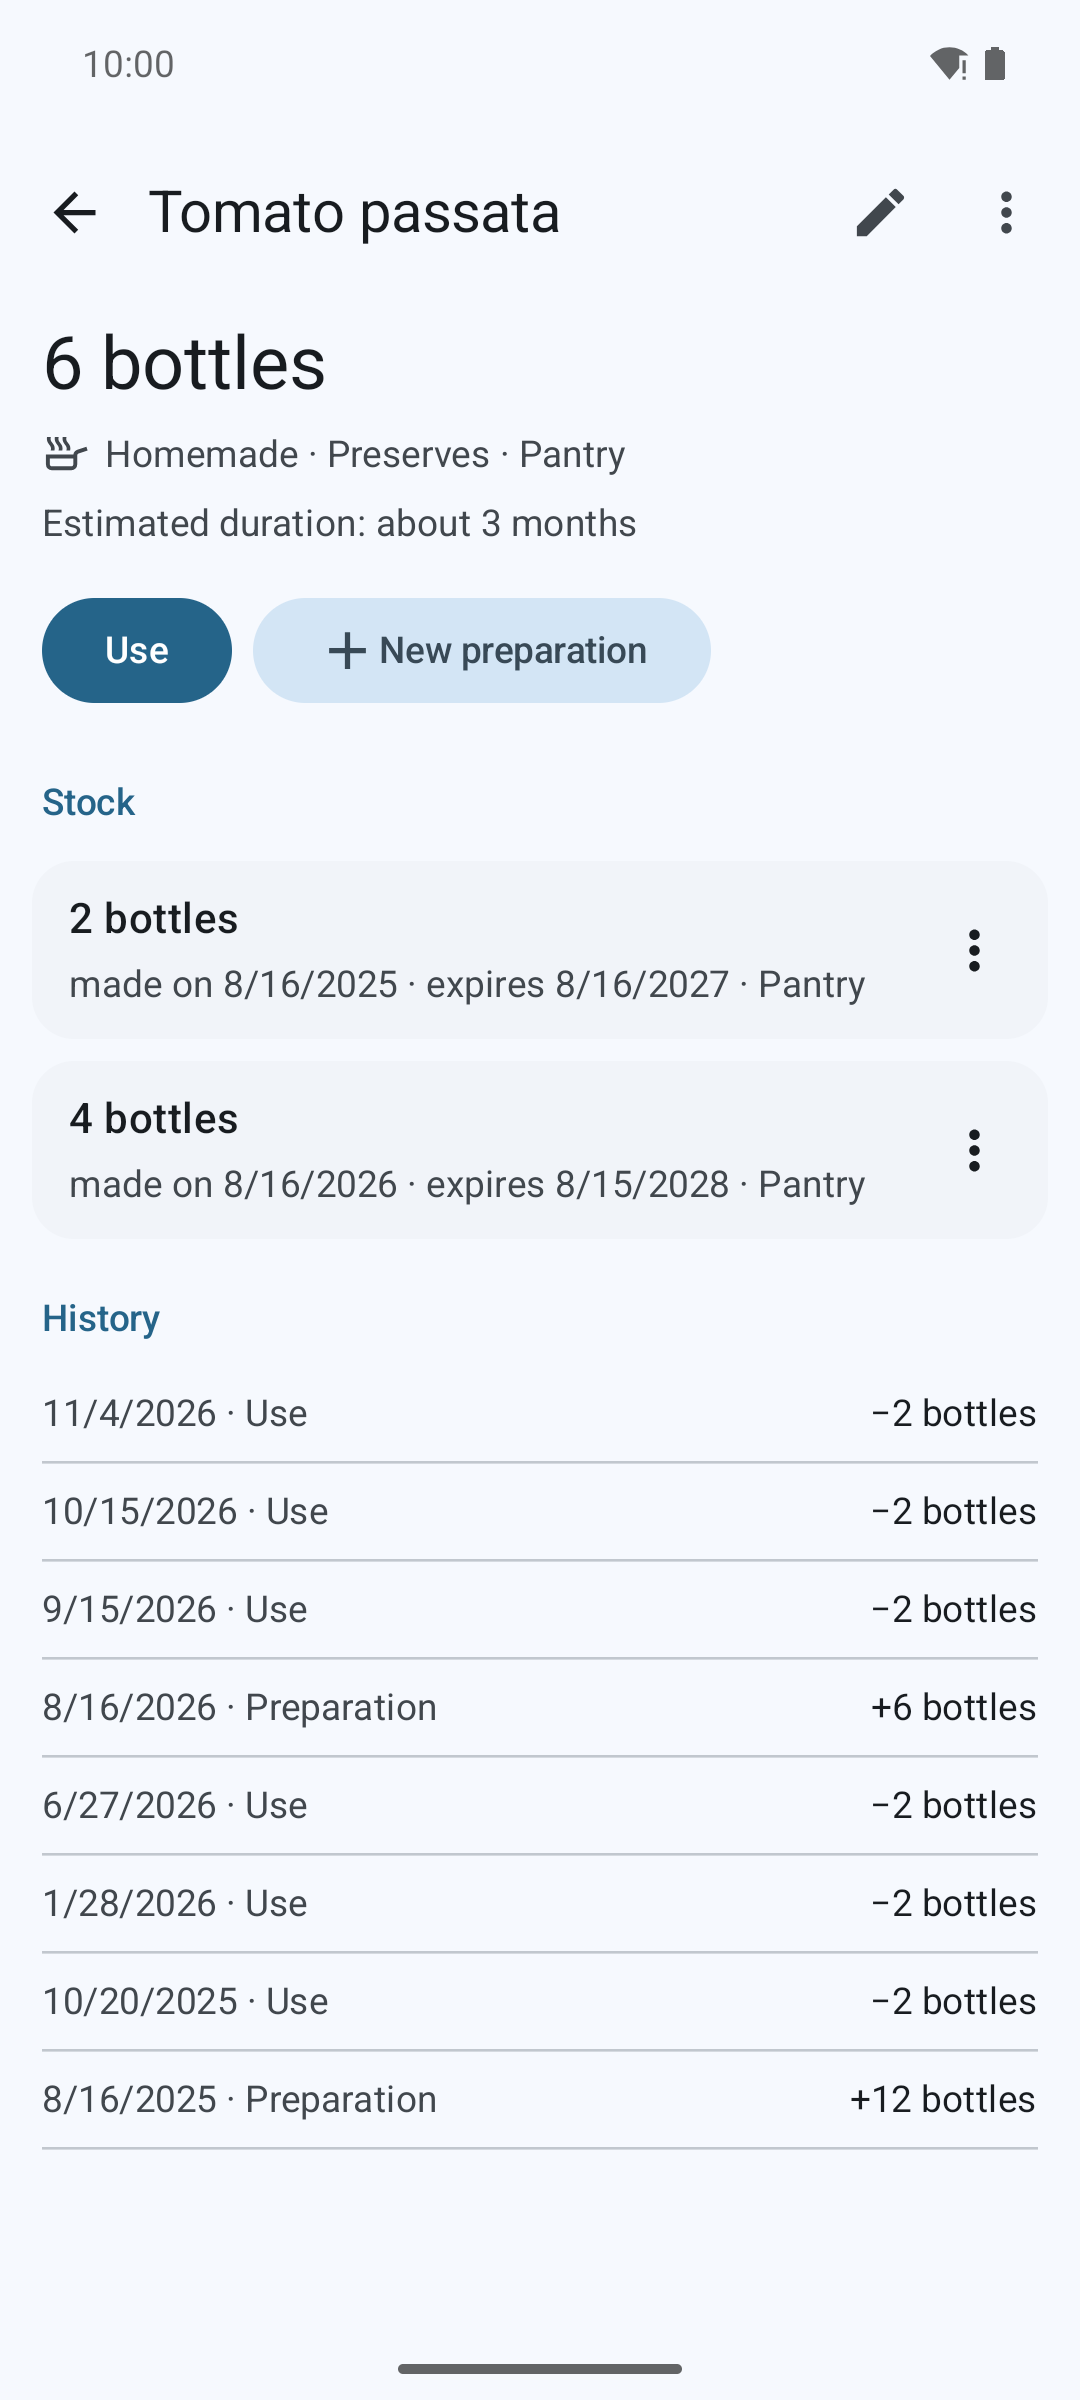 10:00
Tomato passata
6 bottles
Homemade · Preserves · Pantry
Estimated duration: about 3 months
Use
New preparation
Stock
2 bottles
made on 8/16/2025 · expires 8/16/2027 · Pantry
4 bottles
made on 8/16/2026 · expires 8/15/2028 · Pantry
History
11/4/2026 · Use −2 bottles
10/15/2026 · Use −2 bottles
9/15/2026 · Use −2 bottles
8/16/2026 · Preparation +6 bottles
6/27/2026 · Use −2 bottles
1/28/2026 · Use −2 bottles
10/20/2025 · Use −2 bottles
8/16/2025 · Preparation +12 bottles